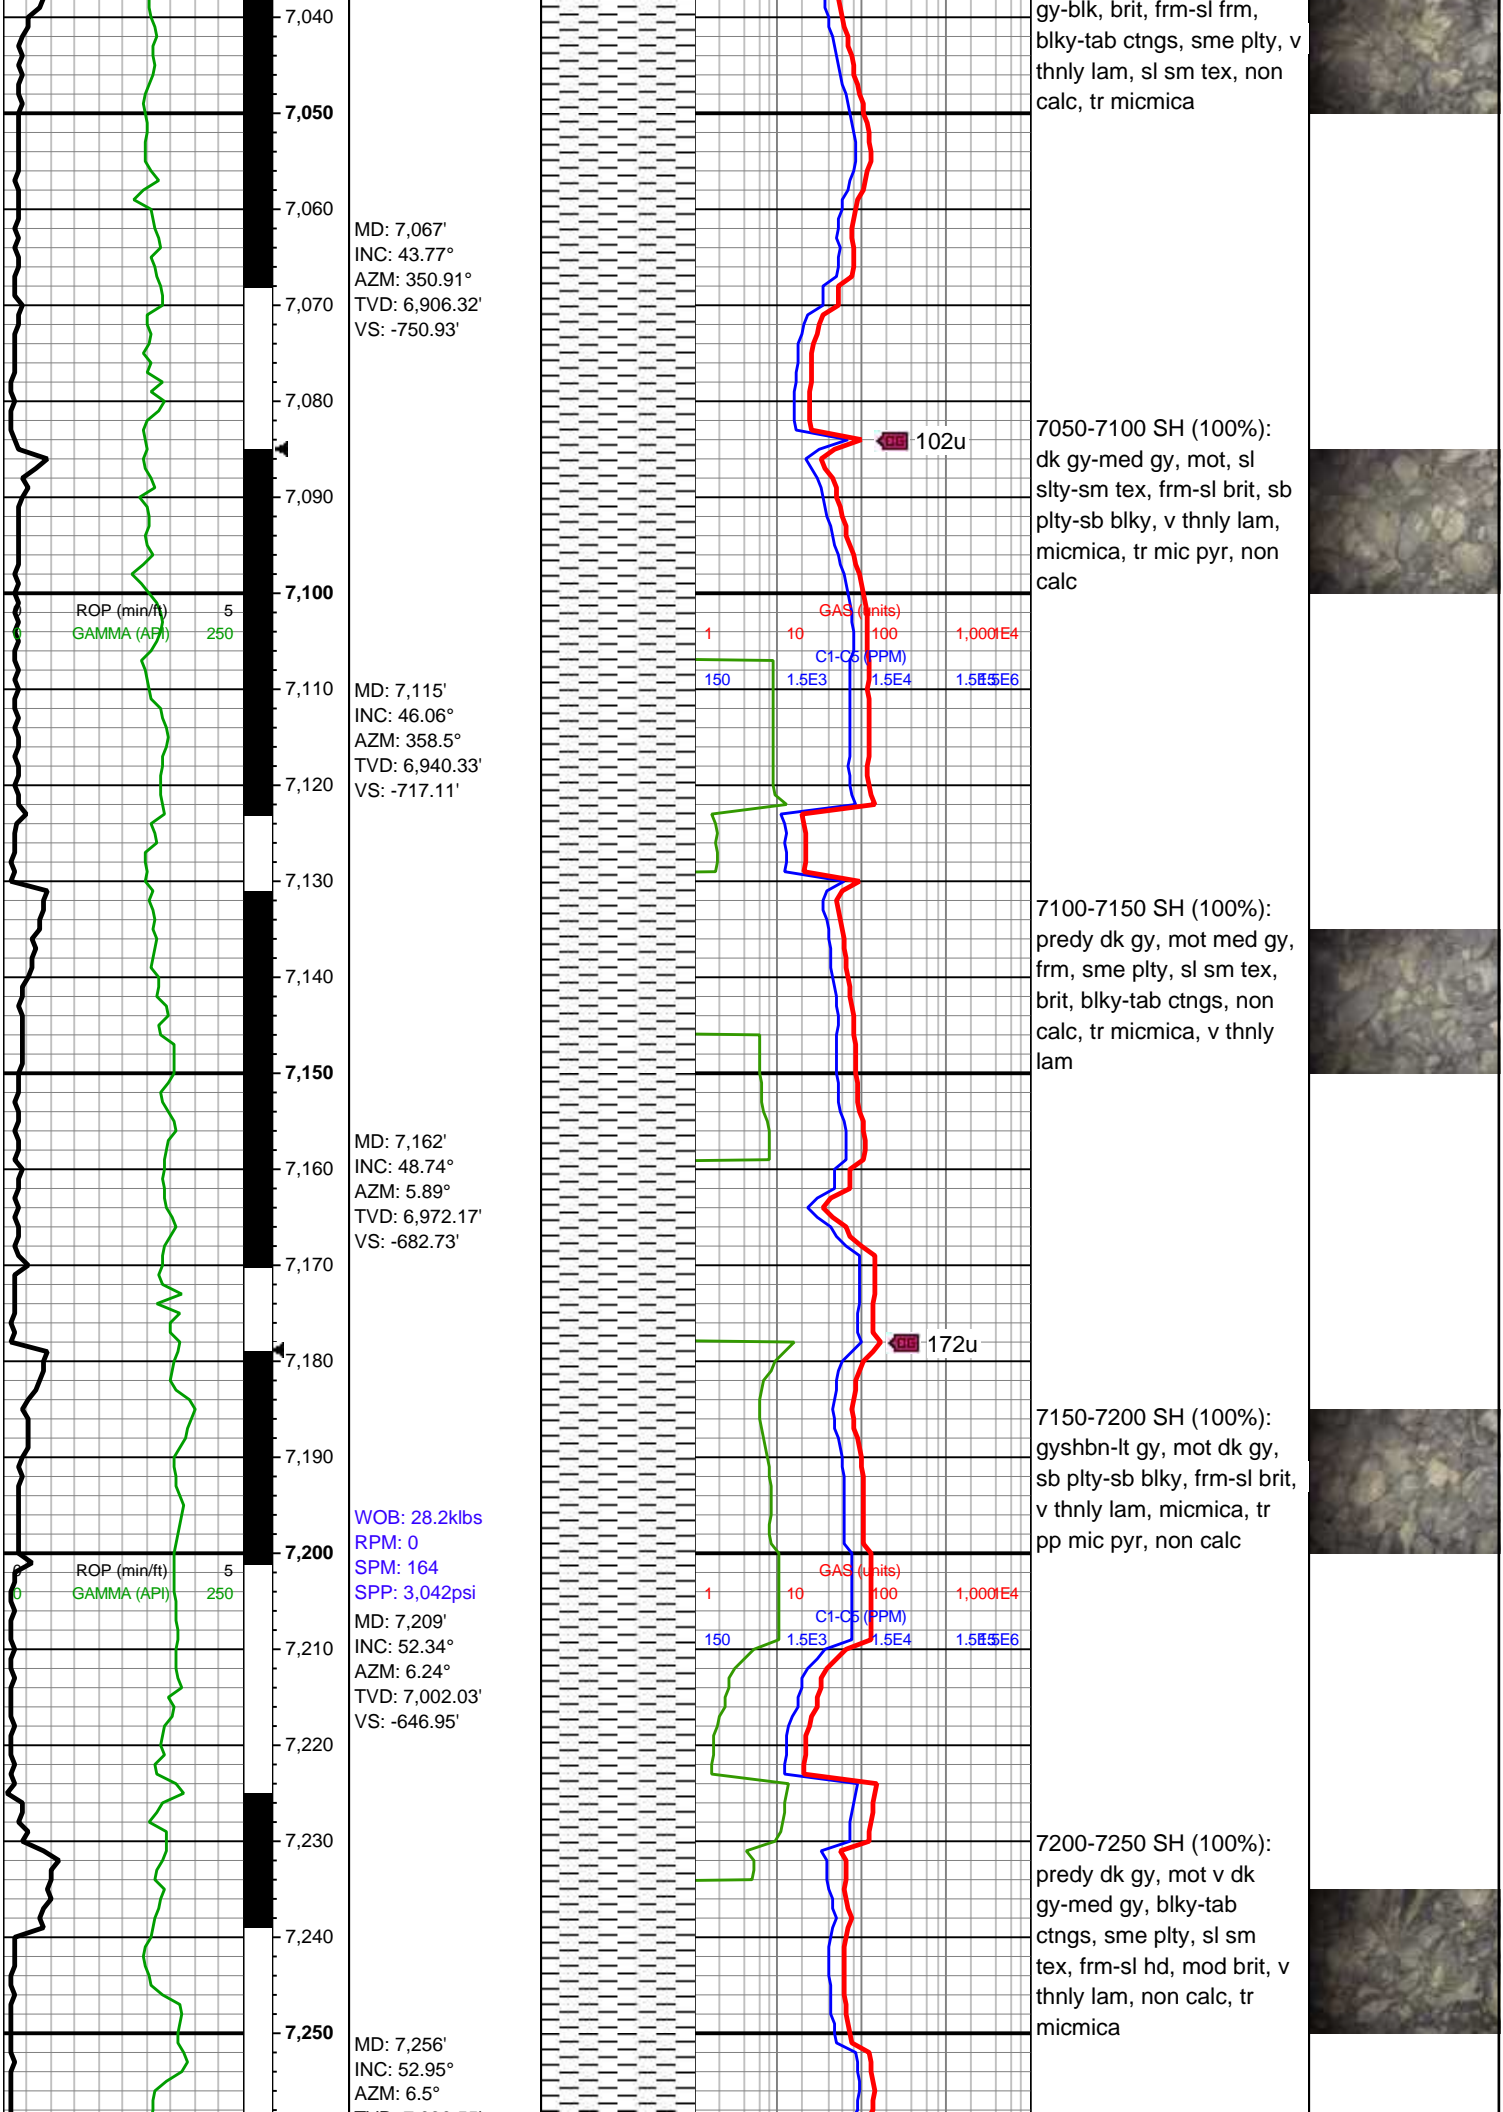 gy-blk, brit, frm-sl frm,
blky-tab ctngs, sme plty, v
thnly lam, sl sm tex, non
calc, tr micmica
7,040
7,050
7,060
MD: 7,067'
INC: 43.77°
AZM: 350.91°
TVD: 6,906.32'
VS: -750.93'
7,070
7,080
CG 102u
7050-7100 SH (100%):
dk gy-med gy, mot, sl
slty-sm tex, frm-sl brit, sb
plty-sb blky, v thnly lam,
micmica, tr mic pyr, non
calc
7,090
7,100
0 ROP (min/ft) 5
0 GAMMA (API) 250
GAS (units)
1 10 100 1,000 1E4
C1-C5 (PPM)
150 1.5E3 1.5E4 1.5E5 1.5E6
7,110
MD: 7,115'
INC: 46.06°
AZM: 358.5°
TVD: 6,940.33'
VS: -717.11'
7,120
7,130
7100-7150 SH (100%):
predy dk gy, mot med gy,
frm, sme plty, sl sm tex,
brit, blky-tab ctngs, non
calc, tr micmica, v thnly
lam
7,140
7,150
7,160
MD: 7,162'
INC: 48.74°
AZM: 5.89°
TVD: 6,972.17'
VS: -682.73'
7,170
CG 172u
7,180
7150-7200 SH (100%):
gyshbn-lt gy, mot dk gy,
sb plty-sb blky, frm-sl brit,
v thnly lam, micmica, tr
pp mic pyr, non calc
7,190
7,200
WOB: 28.2klbs
RPM: 0
SPM: 164
SPP: 3,042psi
0 ROP (min/ft) 5
0 GAMMA (API) 250
GAS (units)
1 10 100 1,000 1E4
C1-C5 (PPM)
150 1.5E3 1.5E4 1.5E5 1.5E6
MD: 7,209'
INC: 52.34°
AZM: 6.24°
TVD: 7,002.03'
VS: -646.95'
7,210
7,220
7,230
7200-7250 SH (100%):
predy dk gy, mot v dk
gy-med gy, blky-tab
ctngs, sme plty, sl sm
tex, frm-sl hd, mod brit, v
thnly lam, non calc, tr
micmica
7,240
7,250
MD: 7,256'
INC: 52.95°
AZM: 6.5°